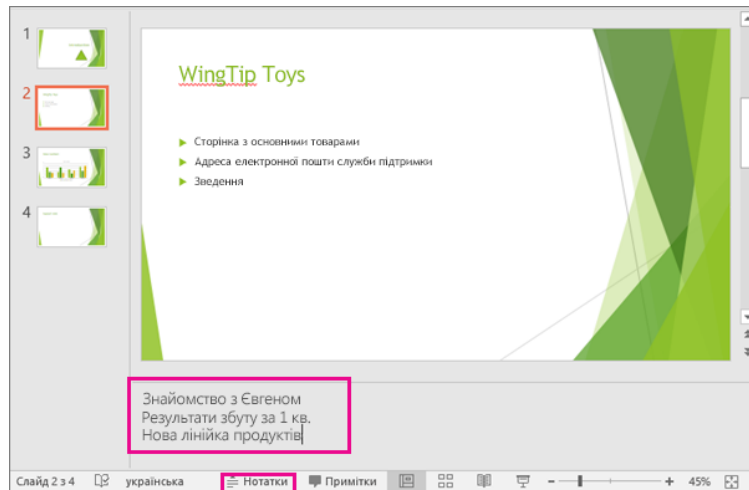 1
2
3
4
WingTip Toys
Сторінка з основними товарами
Адреса електронної пошти служби підтримки
Зведення
Знайомство з Євгеном
Результати збуту за 1 кв.
Нова лінійка продуктів
Слайд 2 з 4 українська Нотатки Примітки 45%